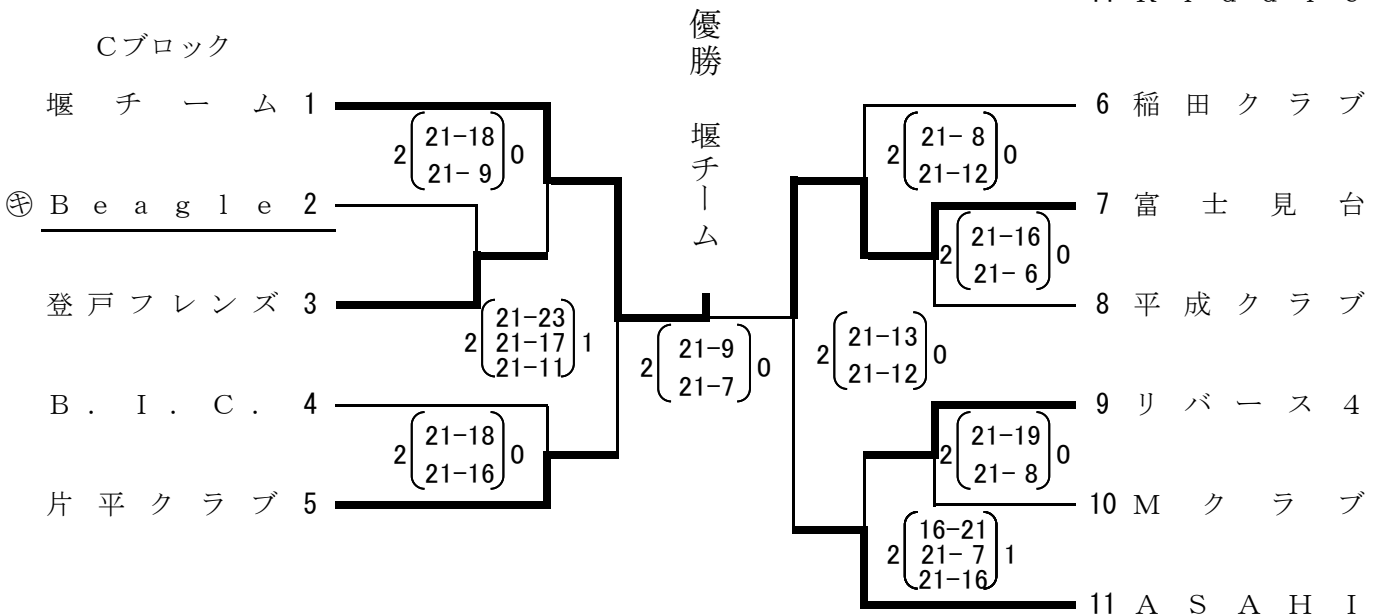 Cブロック
優勝 堰チーム
堰チーム 1
2 21-18 0
21- 9
㋖ Beagle 2
登戸フレンズ 3
21-23
2 21-17 1
21-11
B.I.C. 4
2 21-18 0
21-16
片平クラブ 5
2 21-9 0
21-7
6 稲田クラブ
2 21- 8 0
21-12
7 富士見台
2 21-16 0
21- 6
8 平成クラブ
2 21-13 0
21-12
9 リバース4
2 21-19 0
21- 8
10 Mクラブ
16-21
2 21- 7 1
21-16
11 ASAHI